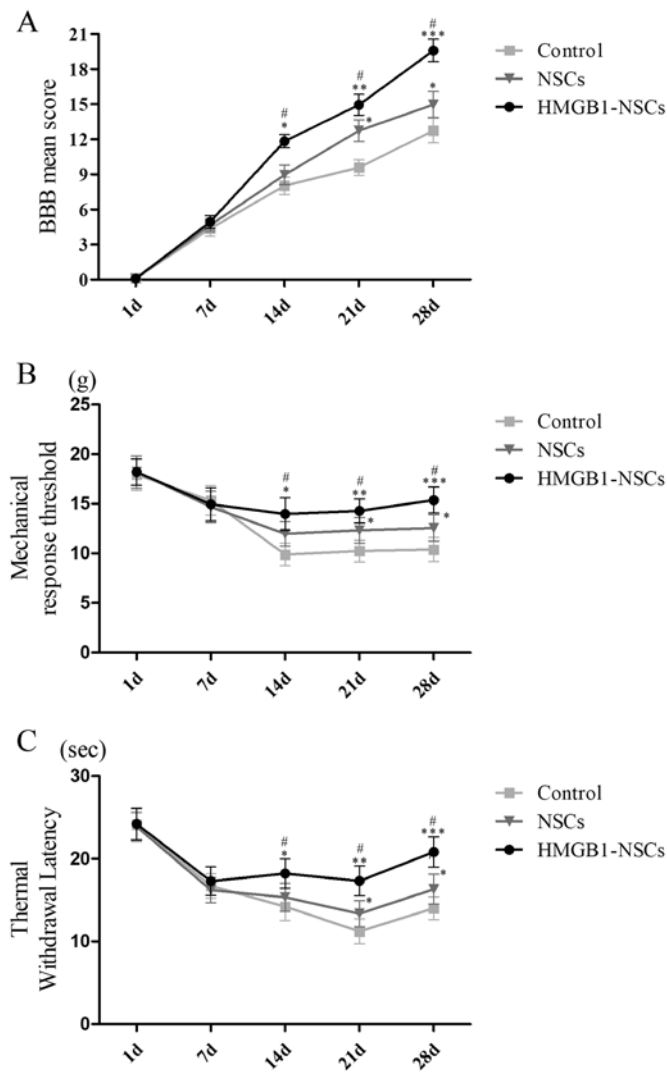 A
BBB mean score
21
18
15
12
9
6
3
0
# *
# ** *
# *** *
1d
7d
14d
21d
28d
Control
NSCs
HMGB1-NSCs
B
(g)
Mechanical
response threshold
25
20
15
10
5
0
# *
# ** *
# *** *
1d
7d
14d
21d
28d
Control
NSCs
HMGB1-NSCs
C
(sec)
Thermal
Withdrawal Latency
30
20
10
0
# *
# ** *
# *** *
1d
7d
14d
21d
28d
Control
NSCs
HMGB1-NSCs